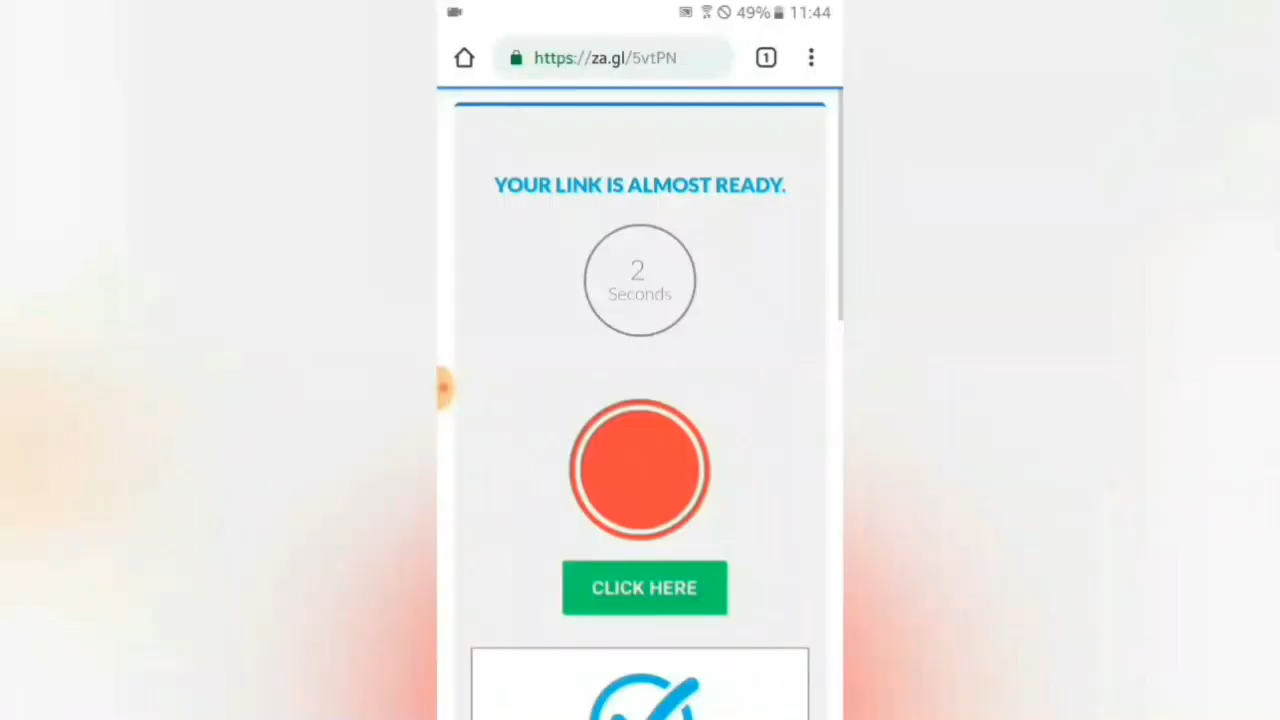 49% 11:44
https://za.gl/5vtPN 1
YOUR LINK IS ALMOST READY.
2
Seconds
CLICK HERE